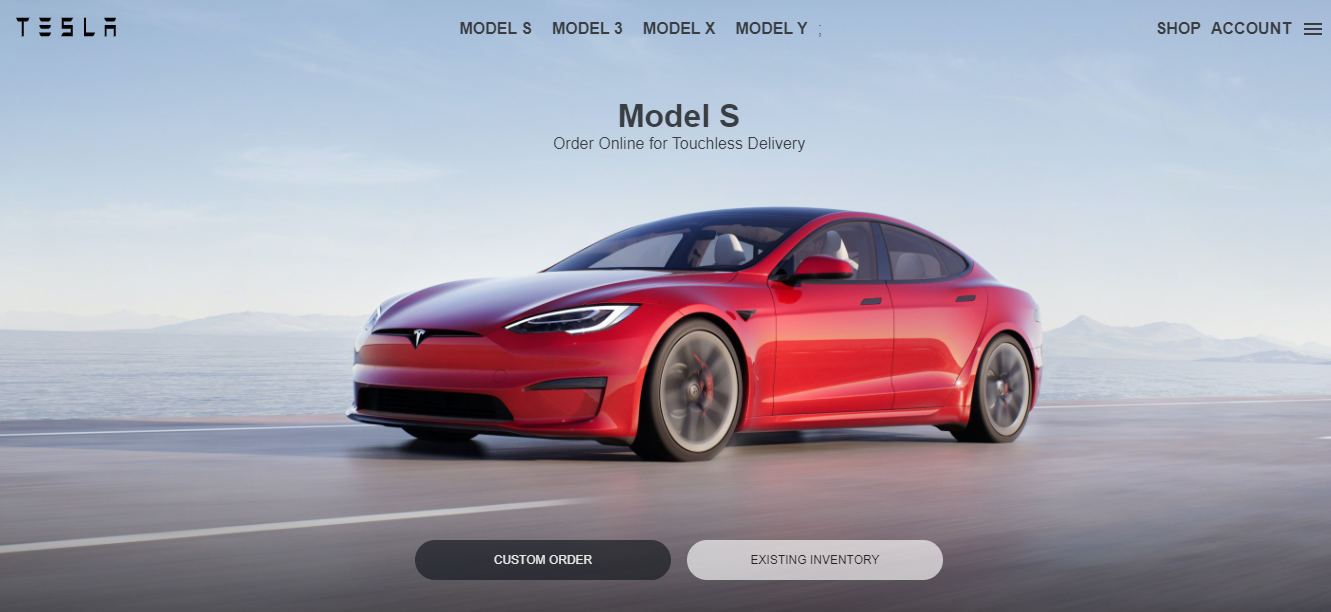 TESLA
MODEL S MODEL 3 MODEL X MODEL Y ;
SHOP ACCOUNT
Model S
Order Online for Touchless Delivery
CUSTOM ORDER
EXISTING INVENTORY